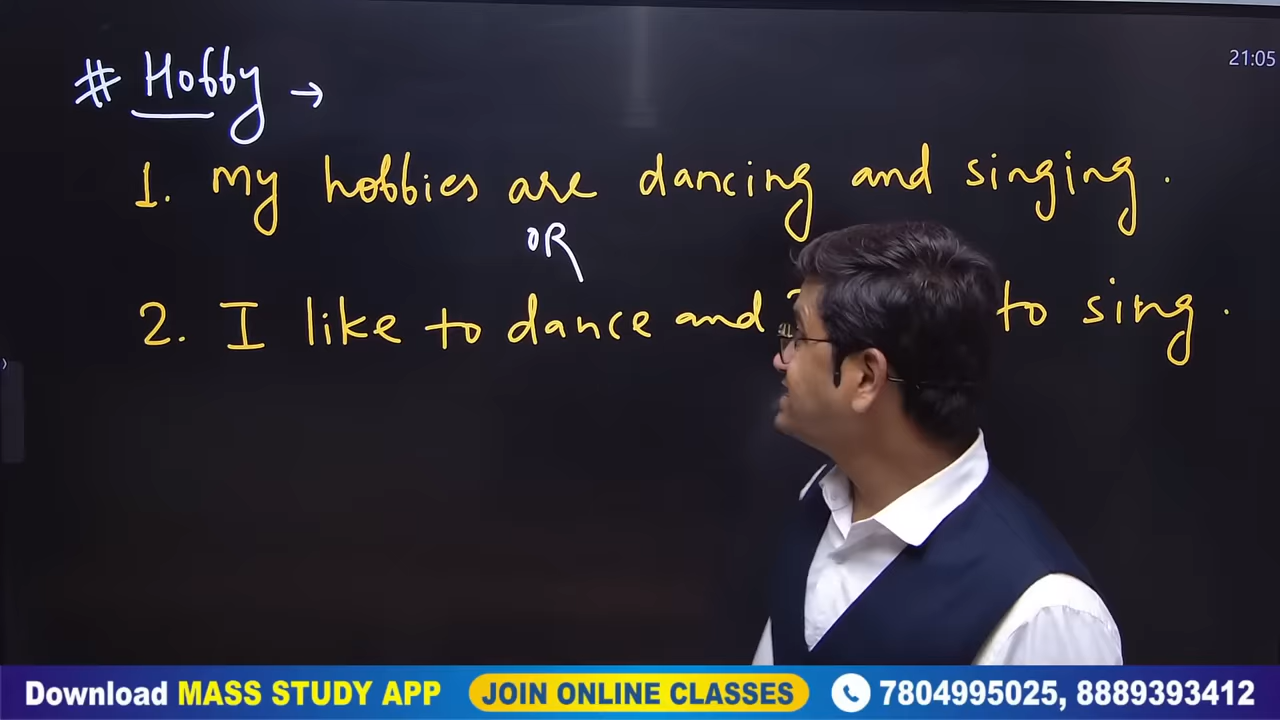 # Hobby →
21:05
1. My hobbies are dancing and singing.
OR
2. I like to dance and to sing.
Download MASS STUDY APP JOIN ONLINE CLASSES 7804995025, 8889393412